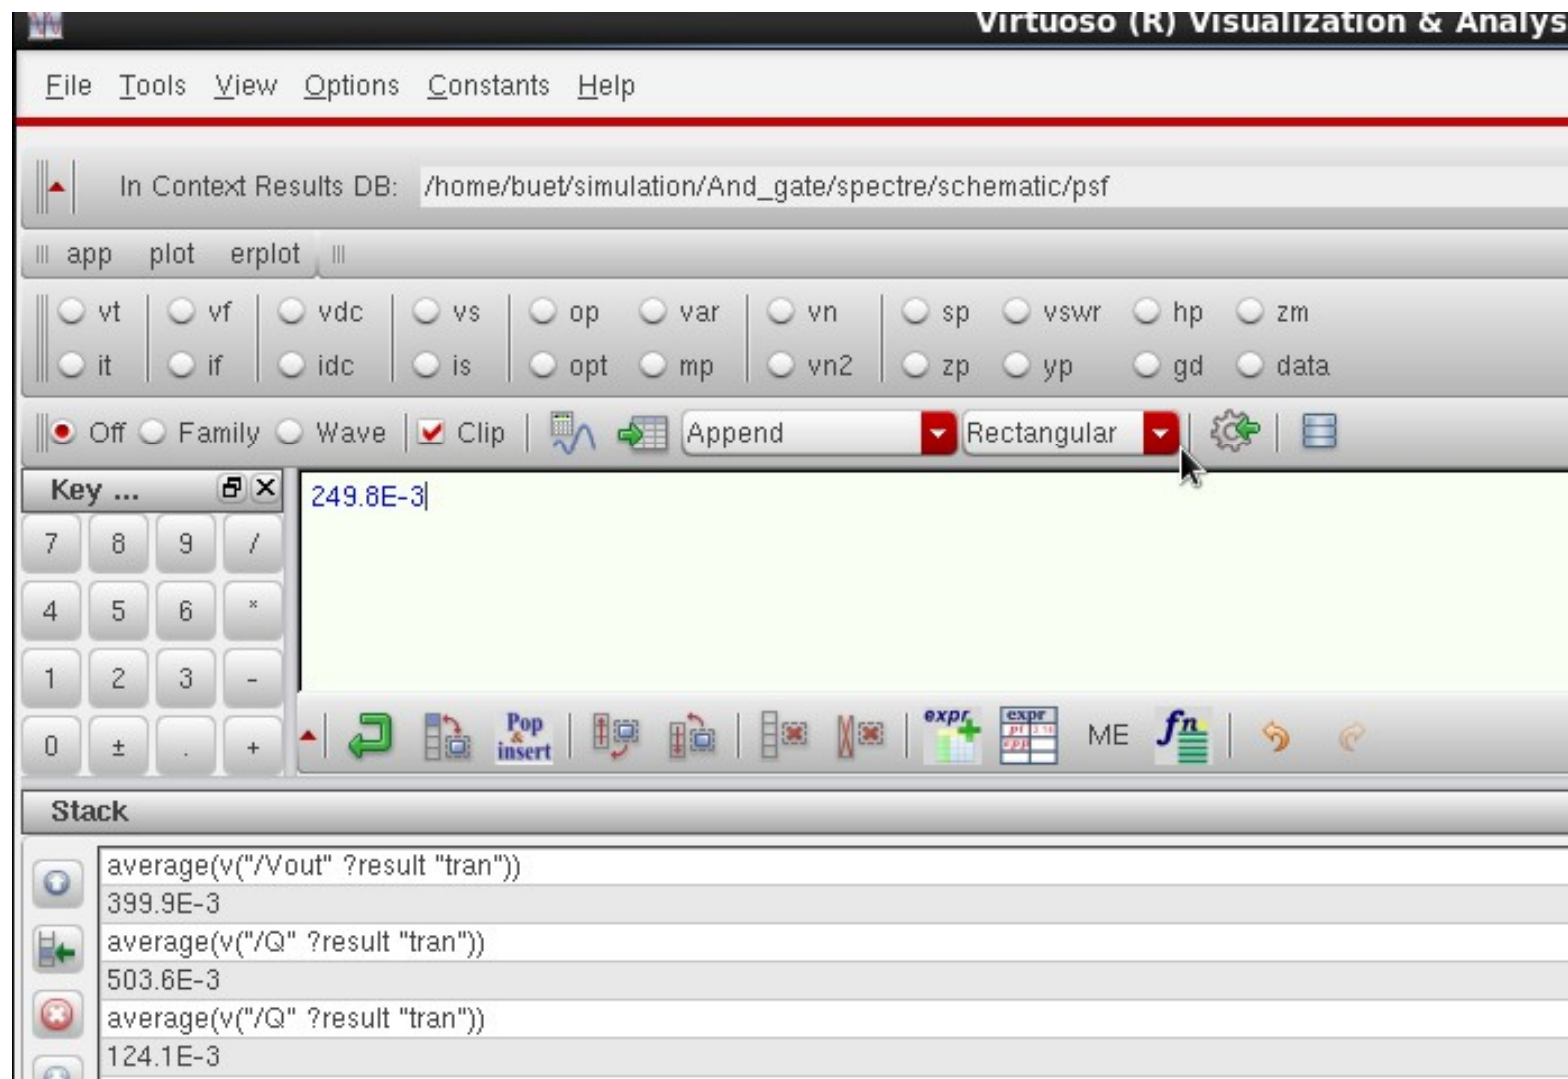 Virtuoso (R) Visualization & Analys
File Tools View Options Constants Help
In Context Results DB: /home/buet/simulation/And_gate/spectre/schematic/psf
app plot erplot
vt vf vdc vs op var vn sp vswr hp zm
it if idc is opt mp vn2 zp yp gd data
Off Family Wave Clip Append Rectangular
Key ...
249.8E-3
7 8 9 /
4 5 6 *
1 2 3 -
0 ± . +
Pop & insert
expr
expr
ME
fn
Stack
average(v("/Vout" ?result "tran"))
399.9E-3
average(v("/Q" ?result "tran"))
503.6E-3
average(v("/Q" ?result "tran"))
124.1E-3